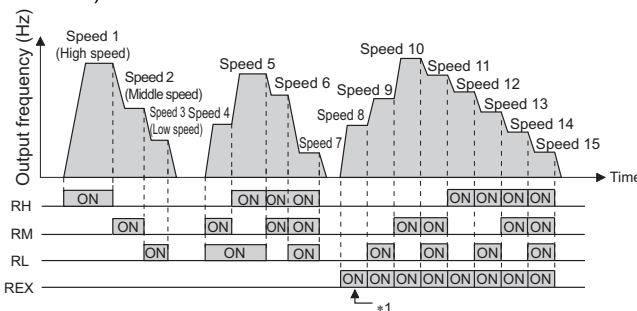 Output frequency (Hz)
Speed 1
(High speed)
Speed 2
(Middle speed)
Speed 3
(Low speed)
Speed 4
Speed 5
Speed 6
Speed 7
Speed 8
Speed 9
Speed 10
Speed 11
Speed 12
Speed 13
Speed 14
Speed 15
Time
RH ON ON ON ON ON ON ON ON
RM ON ON ON ON ON ON ON ON
RL ON ON ON ON ON ON ON
REX ON ON ON ON ON ON ON ON
*1